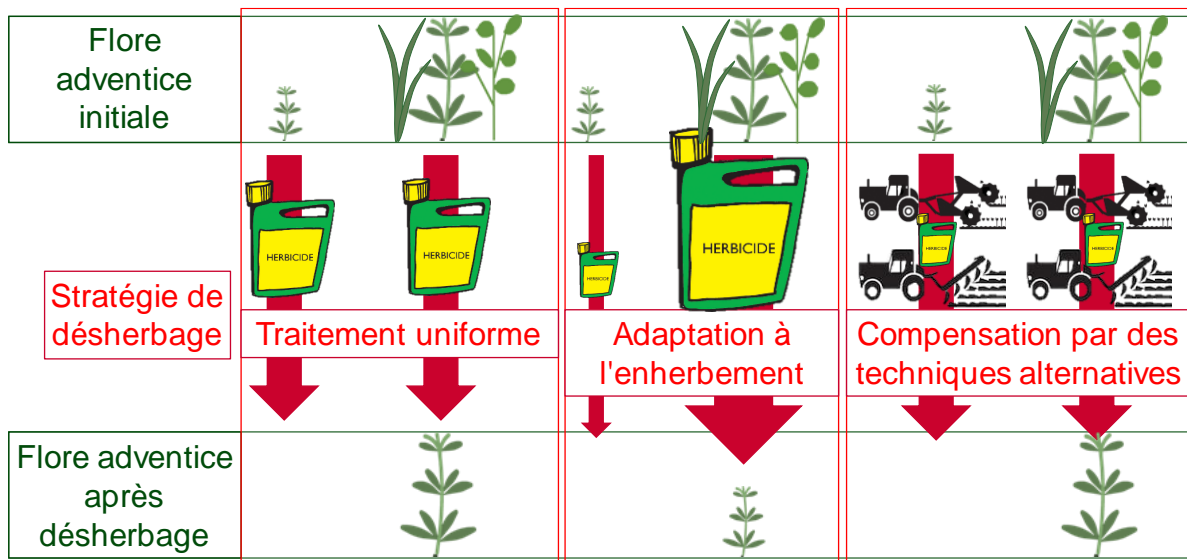 Flore
adventice
initiale
HERBICIDE
HERBICIDE
HERBICIDE
HERBICIDE
HERBICIDE
HERBICIDE
Stratégie de
désherbage
Traitement uniforme
Adaptation à
l'enherbement
Compensation par des
techniques alternatives
Flore adventice
après
désherbage